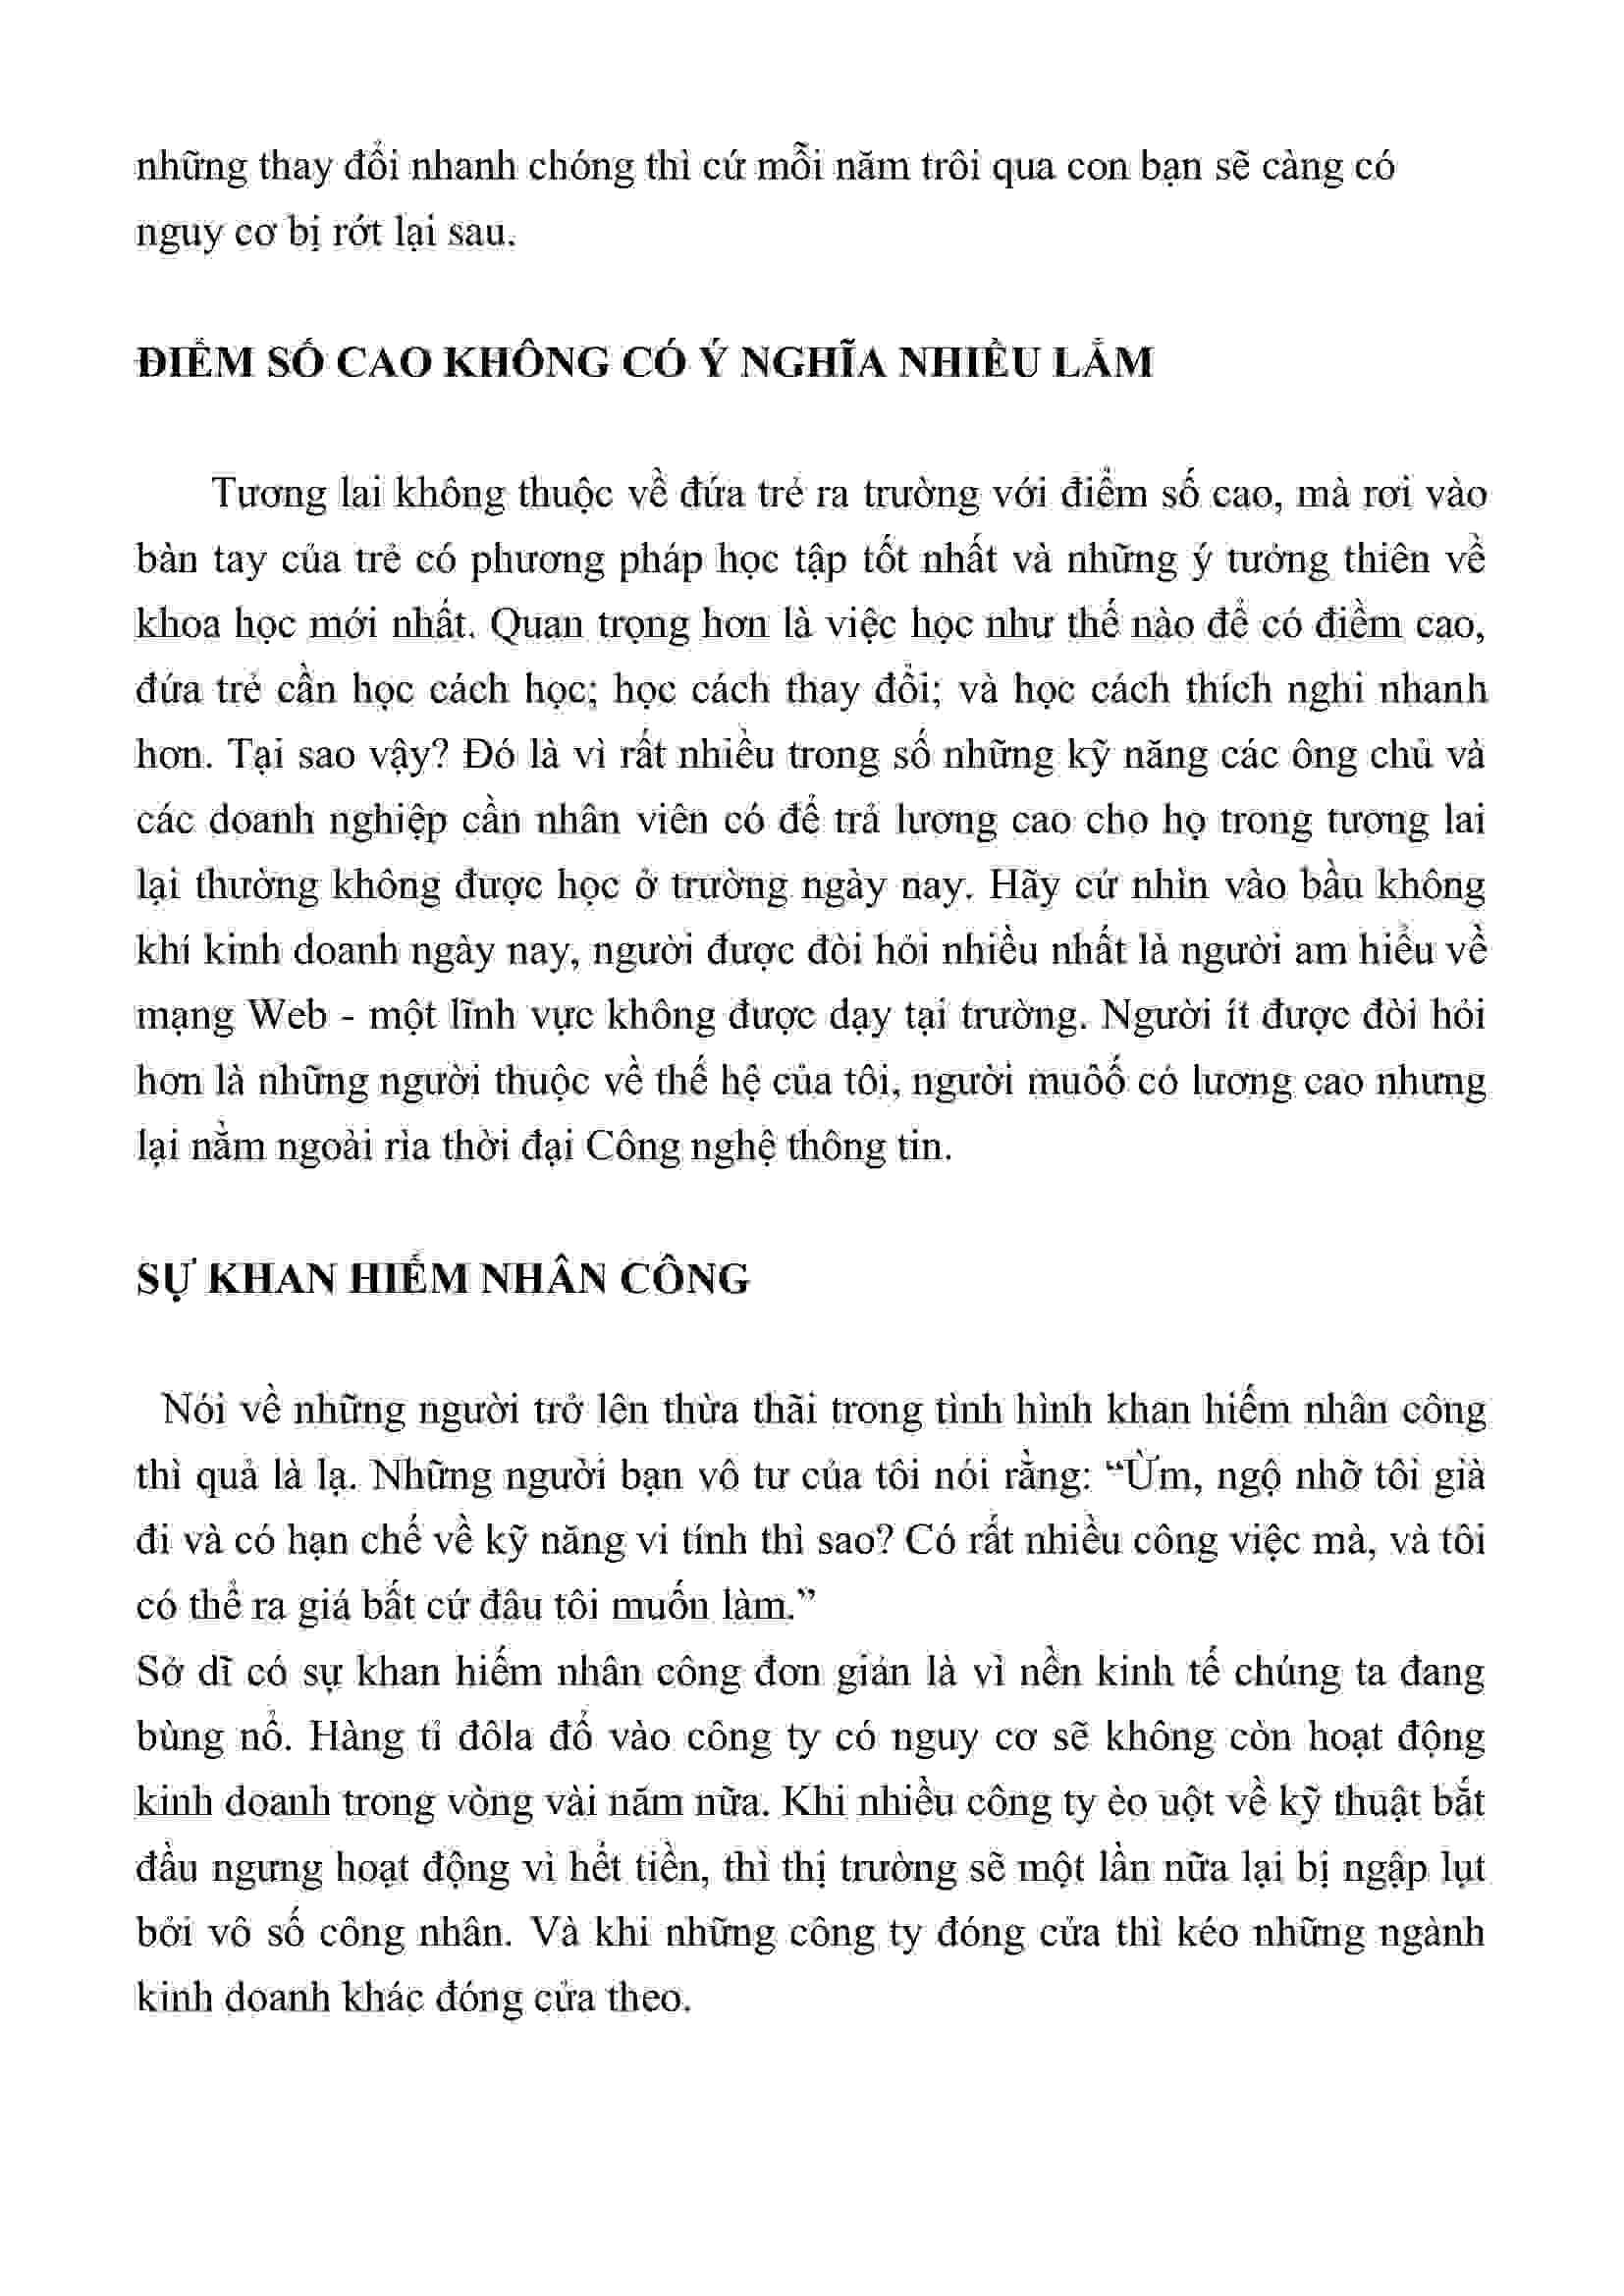 những thay đổi nhanh chóng thì cứ mỗi năm trôi qua con bạn sẽ càng có
nguy cơ bị rớt lại sau.
ĐIỂM SỐ CAO KHÔNG CÓ Ý NGHĨA NHIỀU LẮM
Tương lai không thuộc về đứa trẻ ra trường với điểm số cao, mà rơi vào
bàn tay của trẻ có phương pháp học tập tốt nhất và những ý tưởng thiên về
khoa học mới nhất. Quan trọng hơn là việc học như thế nào để có điềm cao,
đứa trẻ cần học cách học; học cách thay đổi; và học cách thích nghi nhanh
hơn. Tại sao vậy? Đó là vì rất nhiều trong số những kỹ năng các ông chủ và
các doanh nghiệp cần nhân viên có để trả lương cao cho họ trong tương lai
lại thường không được học ở trường ngày nay. Hãy cứ nhìn vào bầu không
khí kinh doanh ngày nay, người được đòi hỏi nhiều nhất là người am hiểu về
mạng Web - một lĩnh vực không được dạy tại trường. Người ít được đòi hỏi
hơn là những người thuộc về thế hệ của tôi, người muôố có lương cao nhưng
lại nằm ngoài rìa thời đại Công nghệ thông tin.
SỰ KHAN HIẾM NHÂN CÔNG
Nói về những người trở lên thừa thãi trong tình hình khan hiếm nhân công
thì quả là lạ. Những người bạn vô tư của tôi nói rằng: “Ừm, ngộ nhỡ tôi già
đi và có hạn chế về kỹ năng vi tính thì sao? Có rất nhiều công việc mà, và tôi
có thể ra giá bất cứ đâu tôi muốn làm.”
Sở dĩ có sự khan hiếm nhân công đơn giản là vì nền kinh tế chúng ta đang
bùng nổ. Hàng tỉ đôla đổ vào công ty có nguy cơ sẽ không còn hoạt động
kinh doanh trong vòng vài năm nữa. Khi nhiều công ty èo uột về kỹ thuật bắt
đầu ngưng hoạt động vì hết tiền, thì thị trường sẽ một lần nữa lại bị ngập lụt
bởi vô số công nhân. Và khi những công ty đóng cửa thì kéo những ngành
kinh doanh khác đóng cửa theo.